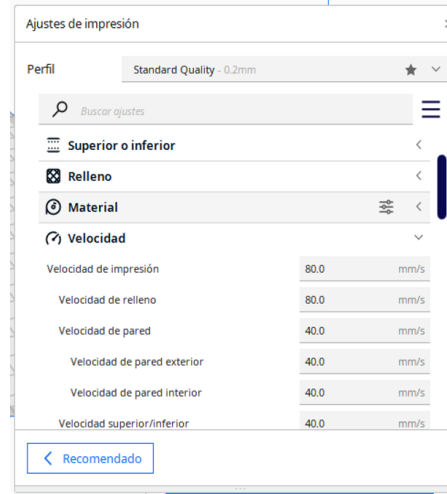 Ajustes de impresión
Perfil Standard Quality - 0.2mm
Buscar ajustes
Superior o inferior
Relleno
Material
Velocidad
Velocidad de impresión 80.0 mm/s
Velocidad de relleno 80.0 mm/s
Velocidad de pared 40.0 mm/s
Velocidad de pared exterior 40.0 mm/s
Velocidad de pared interior 40.0 mm/s
Velocidad superior/inferior 40.0 mm/s
Recomendado